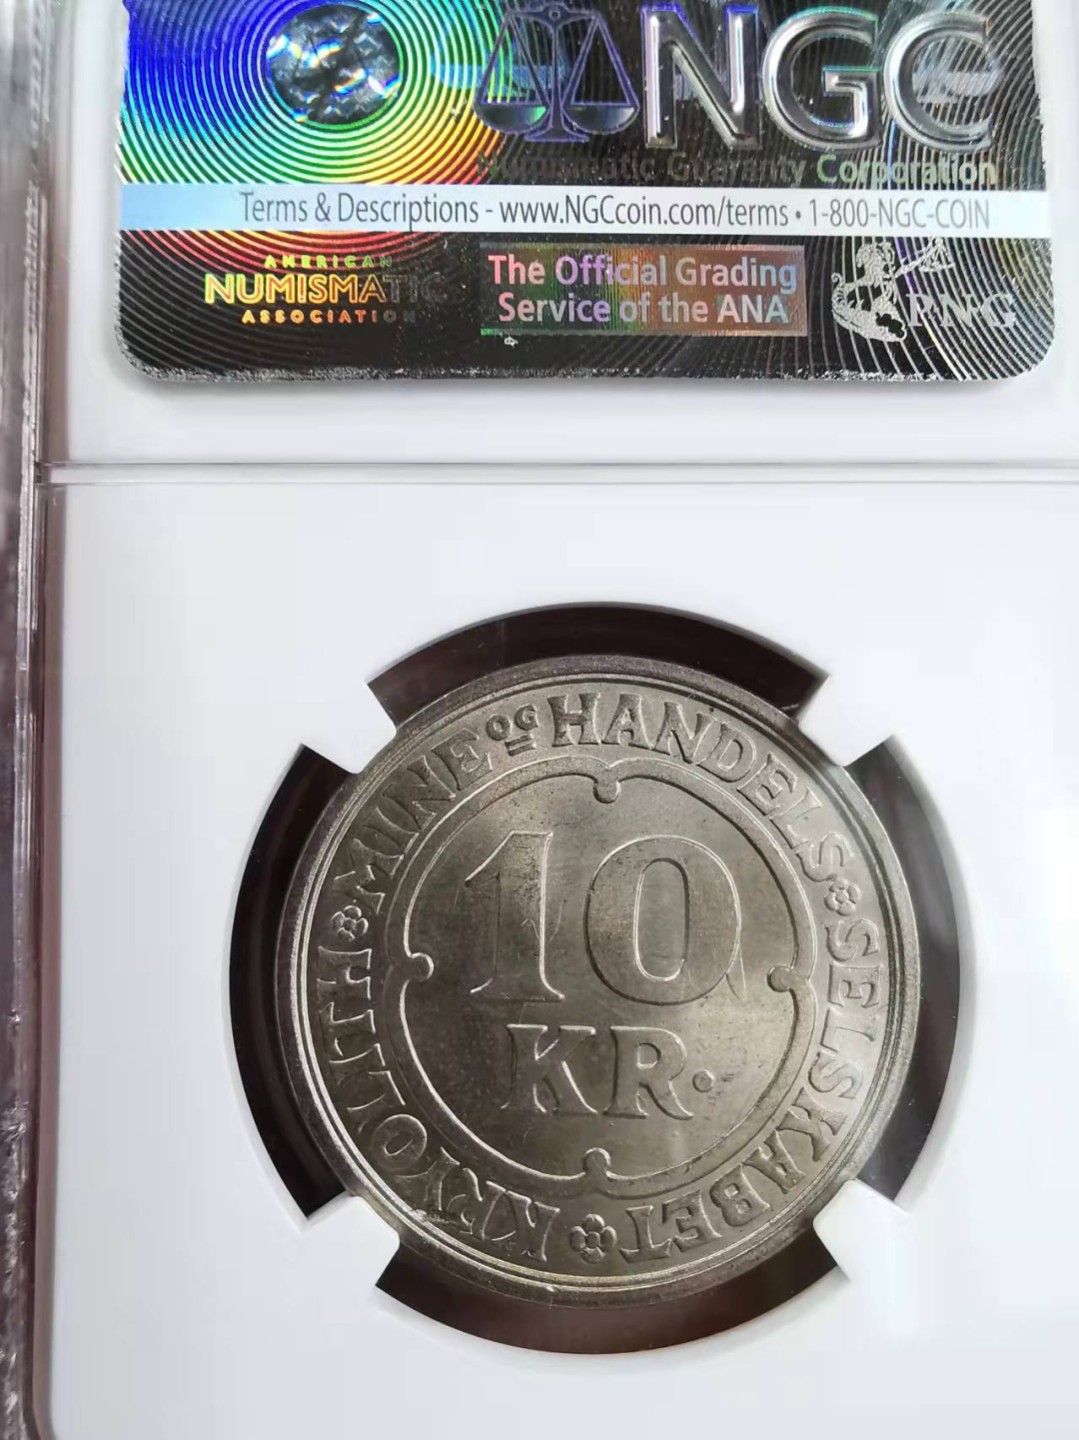 NGC
Numismatic Guaranty Corporation
Terms & Descriptions - www.NGCcoin.com/terms • 1-800-NGC-COIN
AMERICAN
NUMISMATIC
ASSOCIATION
The Official Grading
Service of the ANA
PNG
KRYOLITH MINE OG HANDELS SELSKABET
10
KR.